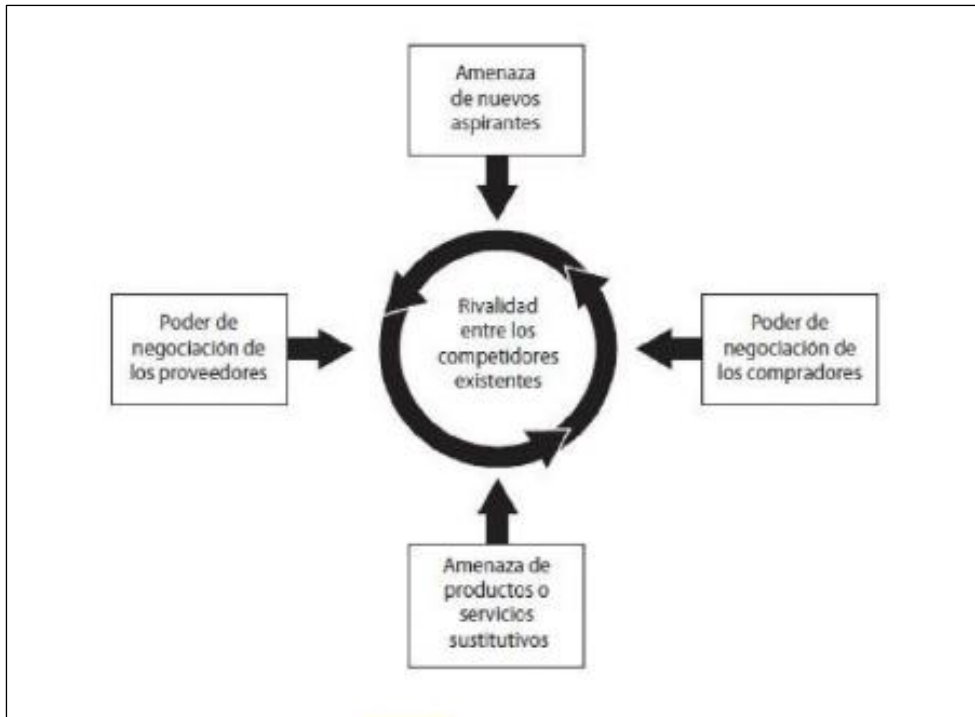 Amenaza
de nuevos
aspirantes
Poder de
negociación de
los proveedores
Rivalidad
entre los
competidores
existentes
Poder de
negociación de
los compradores
Amenaza de
productos o
servicios
sustitutivos